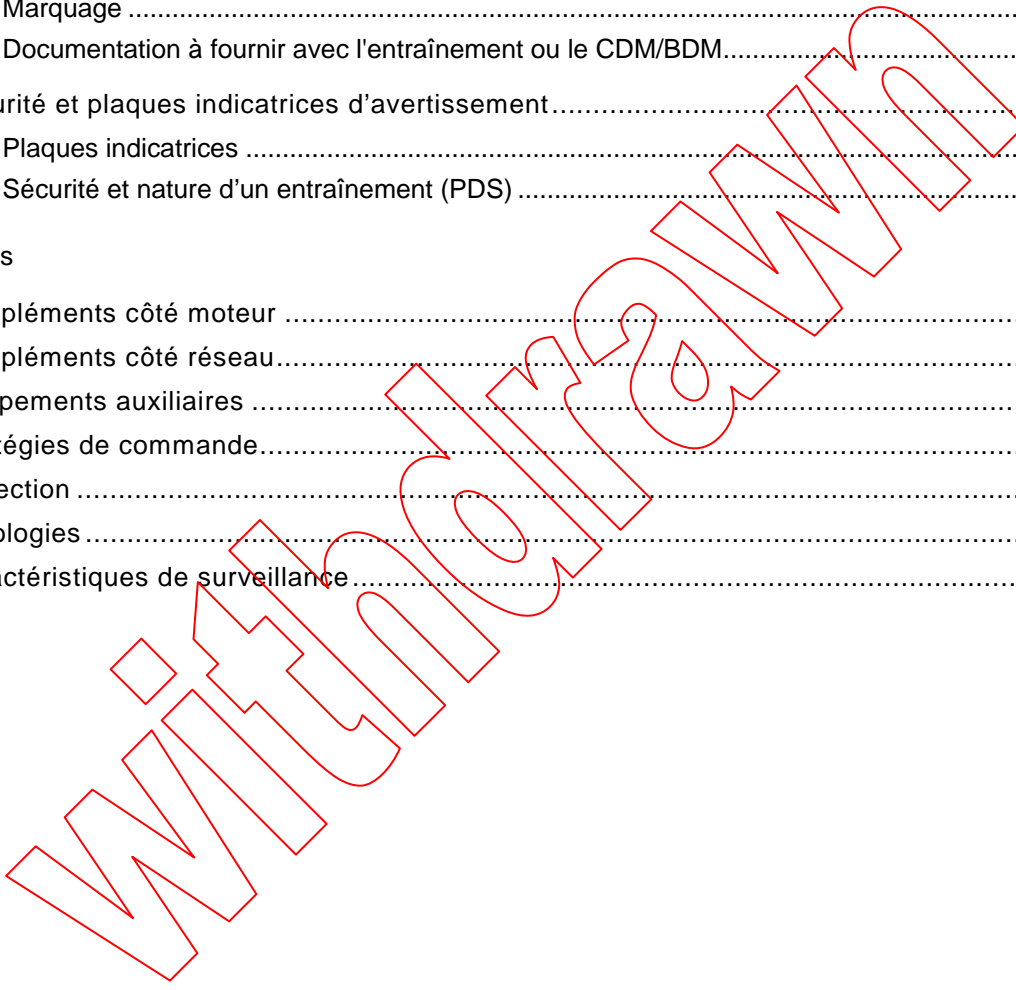 Marquage ............................................................
Documentation à fournir avec l'entraînement ou le CDM/BDM............................
urité et plaques indicatrices d'avertissement............................
Plaques indicatrices ............................................................
Sécurité et nature d'un entraînement (PDS) ............................
s
pléments côté moteur ............................................................
pléments côté réseau............................................................
pements auxiliaires ............................................................
tégies de commande............................................................
ection ............................................................
ologies............................................................
actéristiques de surveillance............................................................
withdrawn